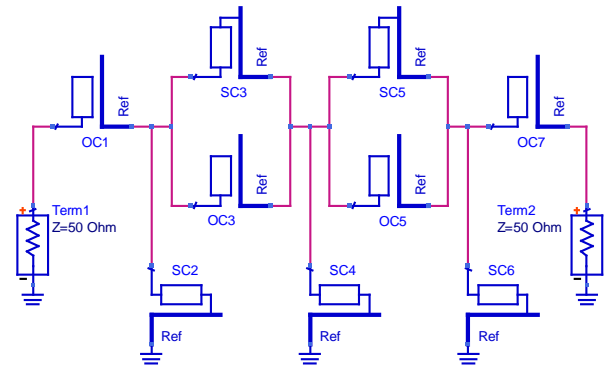 Ref
SC3
Ref
SC5
Ref
OC1
Ref
OC7
Ref
OC3
Ref
OC5
+
Term1
Z=50 Ohm
-
Term2
Z=50 Ohm
+
-
SC2
Ref
SC4
Ref
SC6
Ref